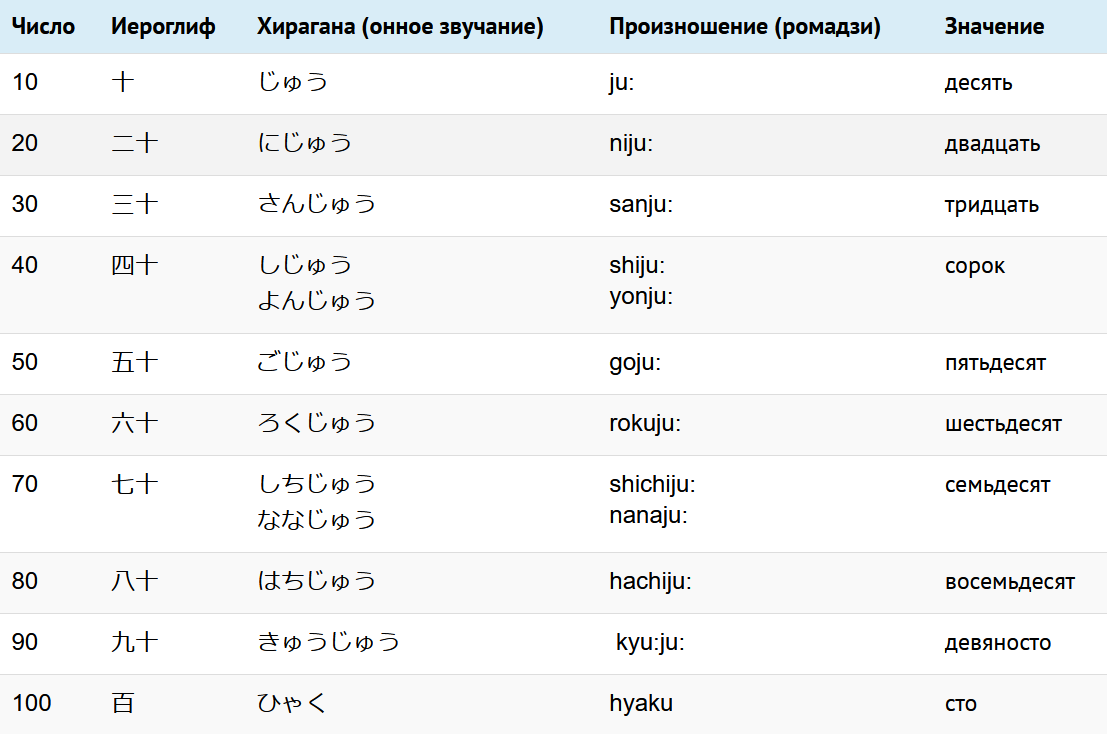 Число Иероглиф Хирагана (онное звучание) Произношение (ромадзи) Значение
10 十 じゅう ju: десять
20 二十 にじゅう niju: двадцать
30 三十 さんじゅう sanju: тридцать
40 四十 しじゅう shiju: сорок
よんじゅう yonju:
50 五十 ごじゅう goju: пятьдесят
60 六十 ろくじゅう rokuju: шестьдесят
70 七十 しちじゅう shichiju: семьдесят
ななじゅう nanaju:
80 八十 はちじゅう hachiju: восемьдесят
90 九十 きゅうじゅう kyu:ju: девяносто
100 百 ひゃく hyaku сто